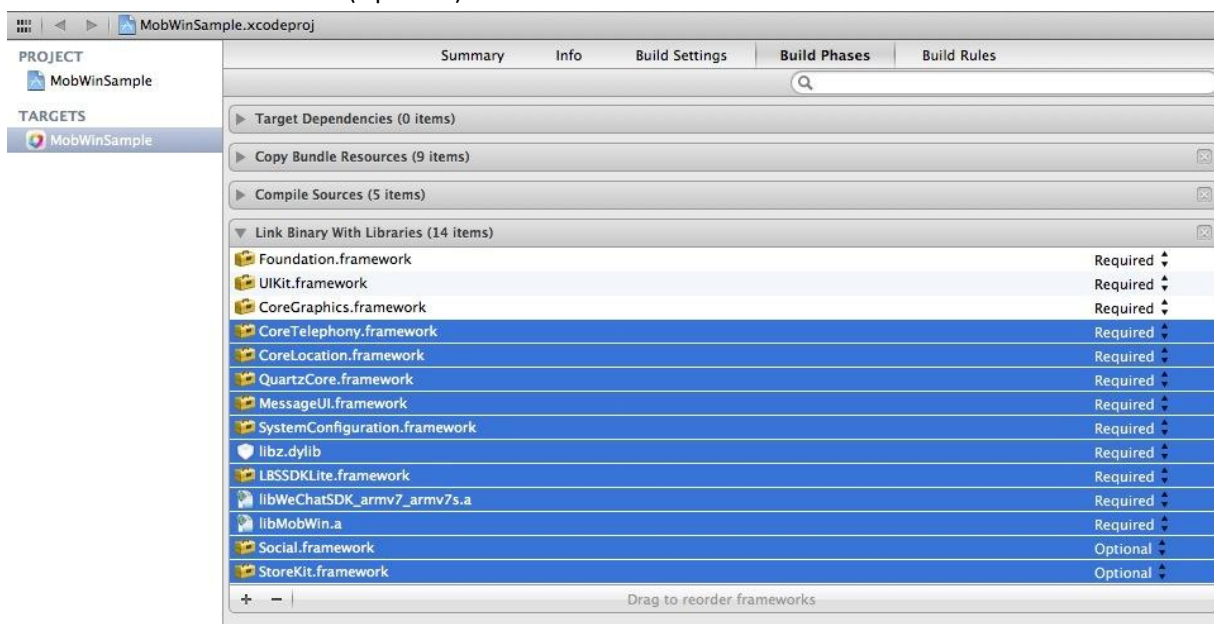 MobWinSample.xcodeproj
PROJECT
MobWinSample
TARGETS
MobWinSample
Summary Info Build Settings Build Phases Build Rules
Target Dependencies (0 items)
Copy Bundle Resources (9 items)
Compile Sources (5 items)
Link Binary With Libraries (14 items)
Foundation.framework Required
UIKit.framework Required
CoreGraphics.framework Required
CoreTelephony.framework Required
CoreLocation.framework Required
QuartzCore.framework Required
MessageUI.framework Required
SystemConfiguration.framework Required
libz.dylib Required
LBSSDKLite.framework Required
libWeChatSDK_armv7_armv7s.a Required
libMobWin.a Required
Social.framework Optional
StoreKit.framework Optional
+ - Drag to reorder frameworks